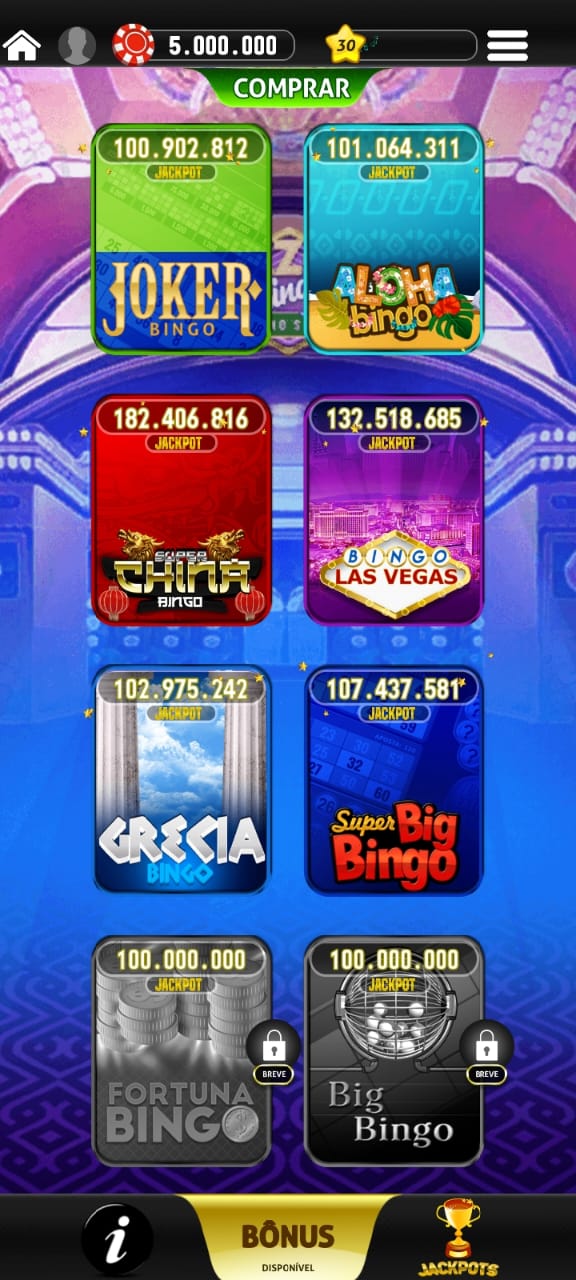 5.000.000
30
COMPRAR
100.902.812
JACKPOT
JOKER
BINGO
101.064.311
JACKPOT
ALOHA
bingo
182.406.816
JACKPOT
SUPER
CHINA
BINGO
132.518.685
JACKPOT
BINGO
LAS VEGAS
102.975.242
JACKPOT
GRECIA
BINGO
107.437.581
JACKPOT
Super Big
Bingo
100.000.000
JACKPOT
BREVE
FORTUNA
BINGO
100.000.000
JACKPOT
BREVE
Big
Bingo
i
BÔNUS
DISPONÍVEL
JACKPOTS